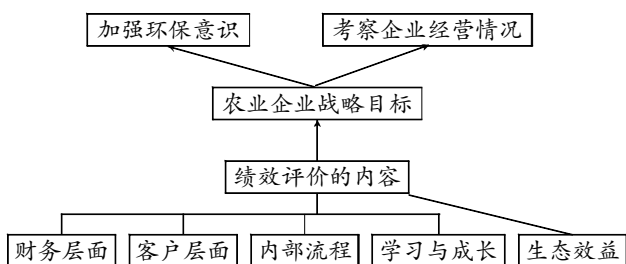 加强环保意识
考察企业经营情况
农业企业战略目标
绩效评价的内容
财务层面
客户层面
内部流程
学习与成长
生态效益